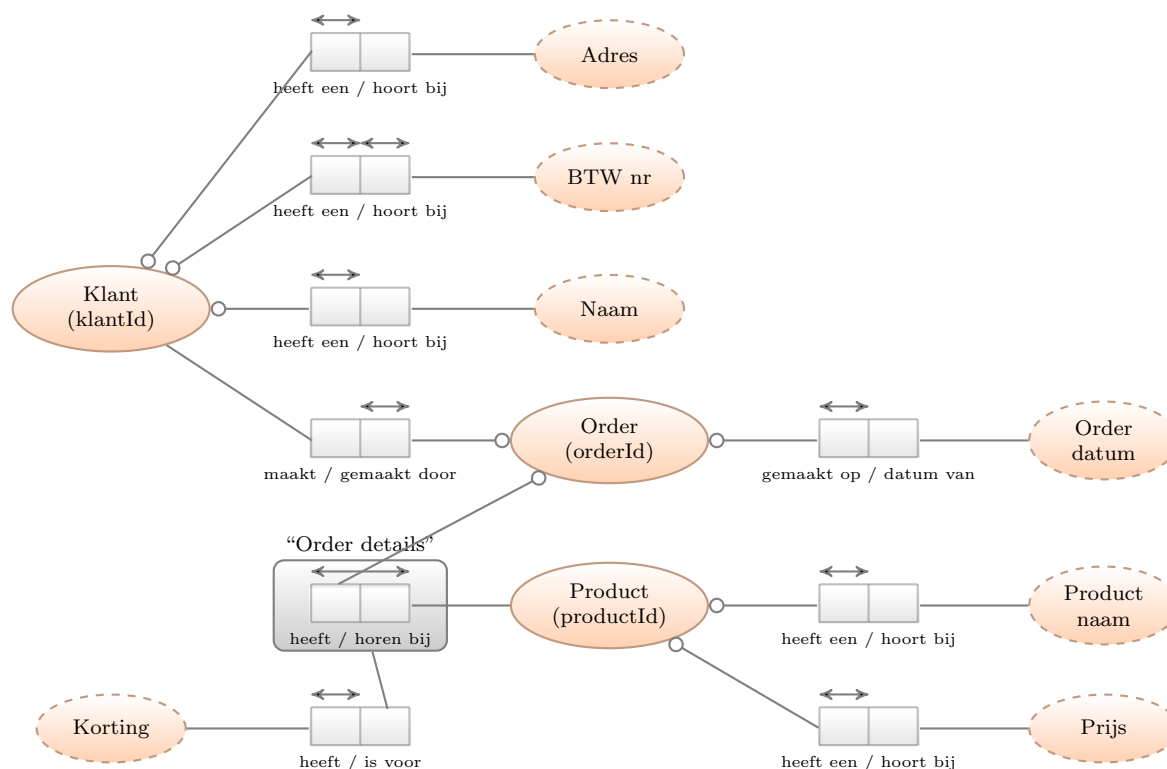 Adres
heeft een / hoort bij
BTW nr
heeft een / hoort bij
Klant
(klantId)
Naam
heeft een / hoort bij
Order
(orderId)
Order
datum
maakt / gemaakt door
gemaakt op / datum van
“Order details”
Product
(productId)
Product
naam
heeft / horen bij
heeft een / hoort bij
Korting
Prijs
heeft / is voor
heeft een / hoort bij